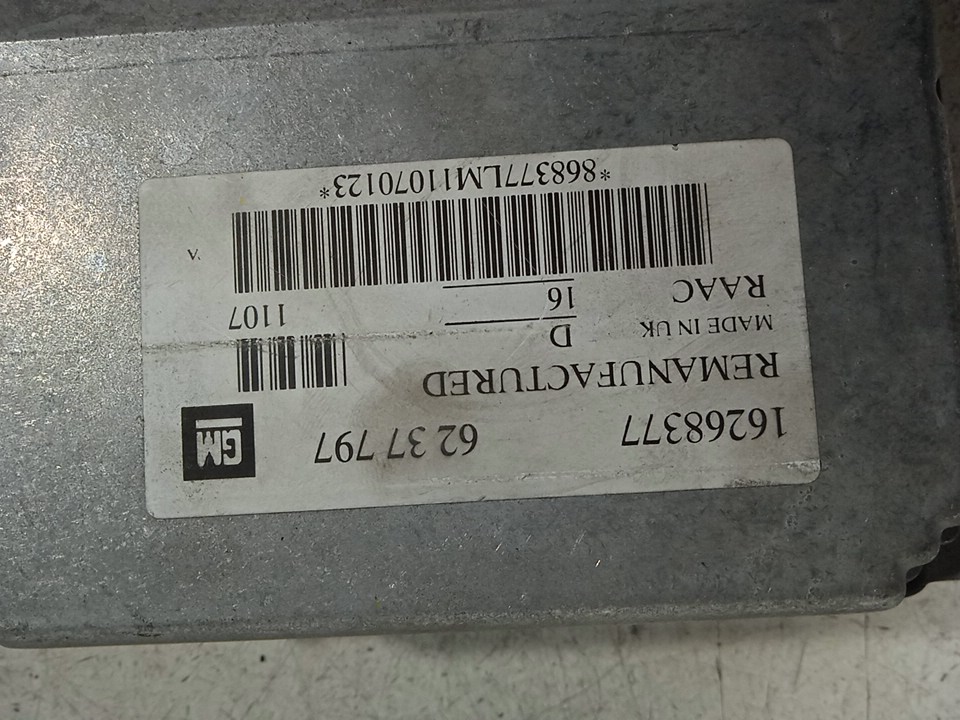 16268377 62 37 797 GM
REMANUFACTURED
MADE IN UK D
RAAC 16 1107
A
*868377LM11070123*